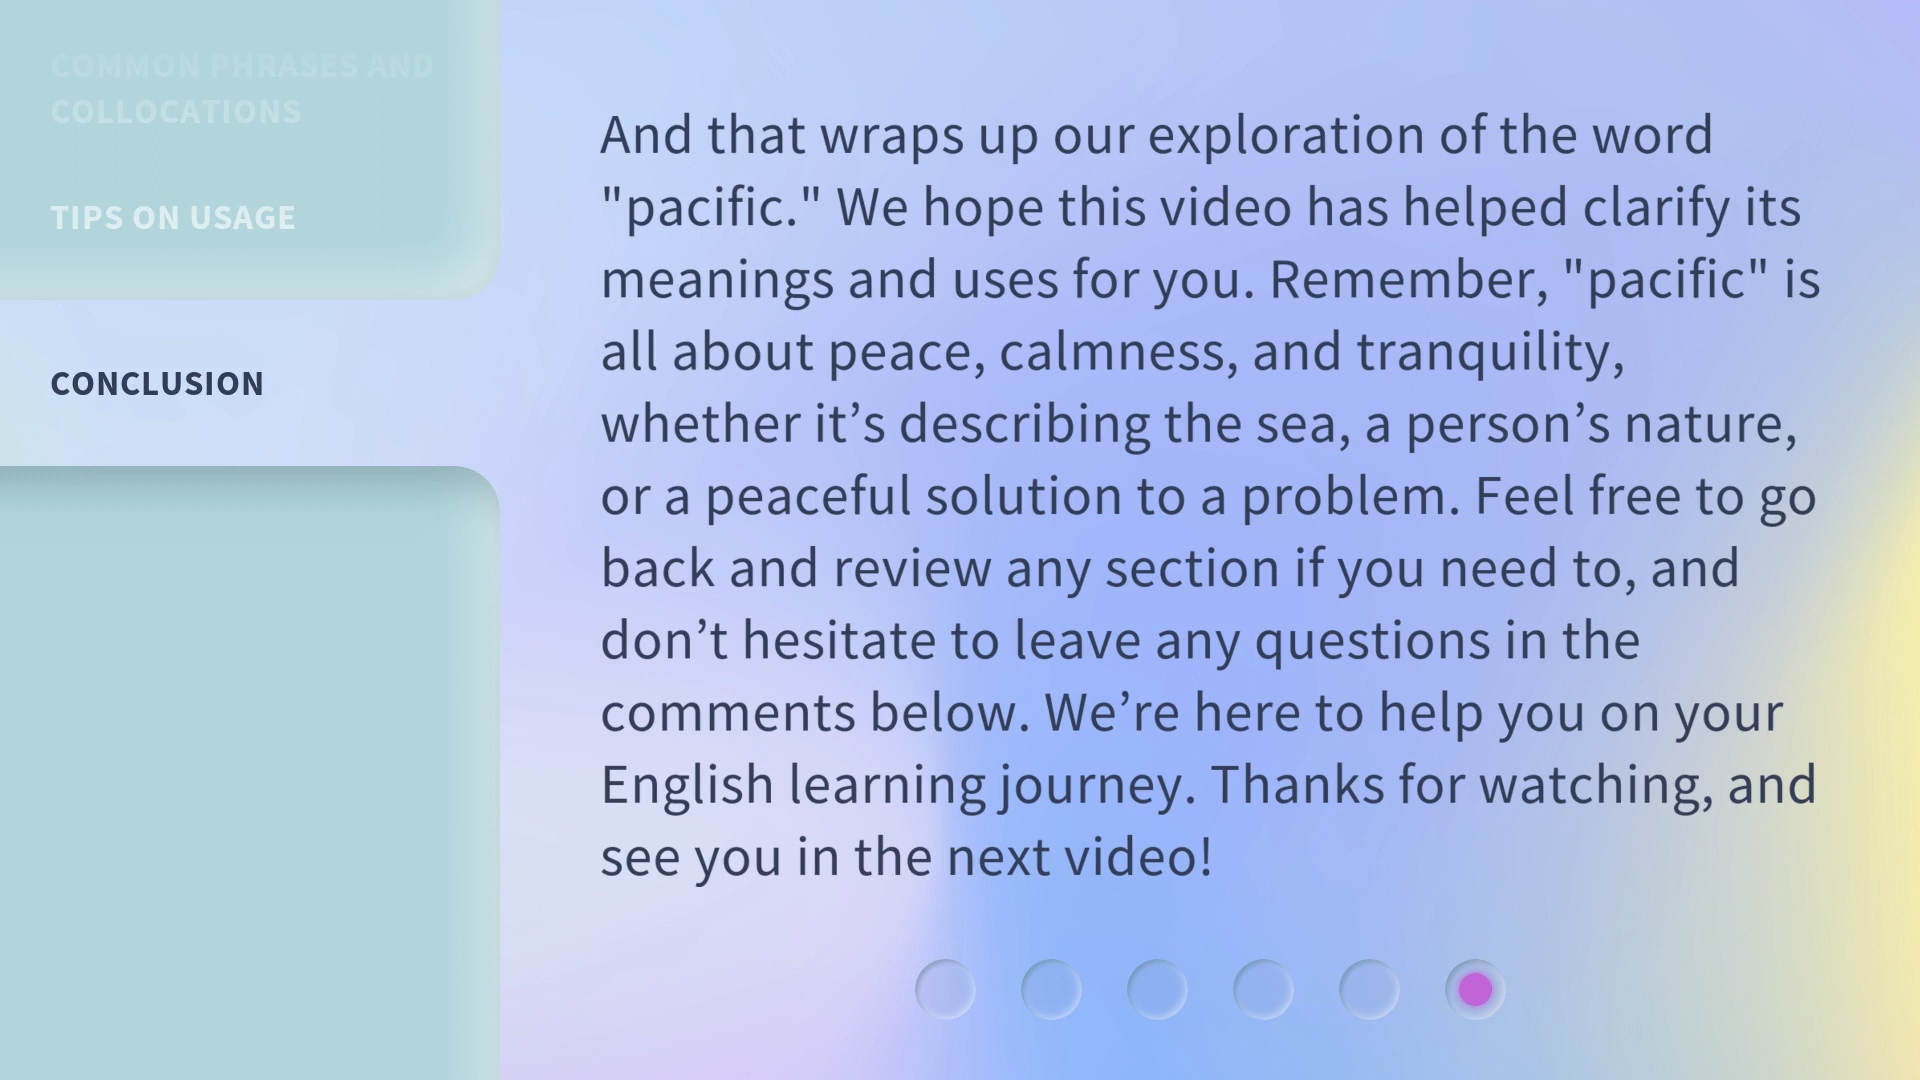 COMMON PHRASES AND
COLLOCATIONS
TIPS ON USAGE
CONCLUSION
And that wraps up our exploration of the word
"pacific." We hope this video has helped clarify its
meanings and uses for you. Remember, "pacific" is
all about peace, calmness, and tranquility,
whether it’s describing the sea, a person’s nature,
or a peaceful solution to a problem. Feel free to go
back and review any section if you need to, and
don’t hesitate to leave any questions in the
comments below. We’re here to help you on your
English learning journey. Thanks for watching, and
see you in the next video!